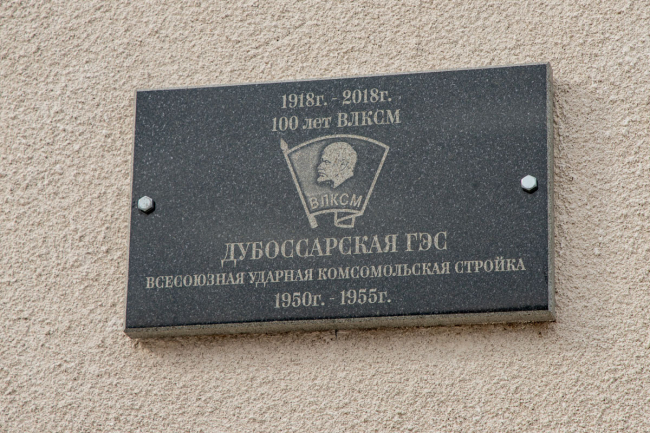 1918г. - 2018г.
100 лет ВЛКСМ
ВЛКСМ
ДУБОССАРСКАЯ ГЭС
ВСЕСОЮЗНАЯ УДАРНАЯ КОМСОМОЛЬСКАЯ СТРОЙКА
1950г. - 1955г.